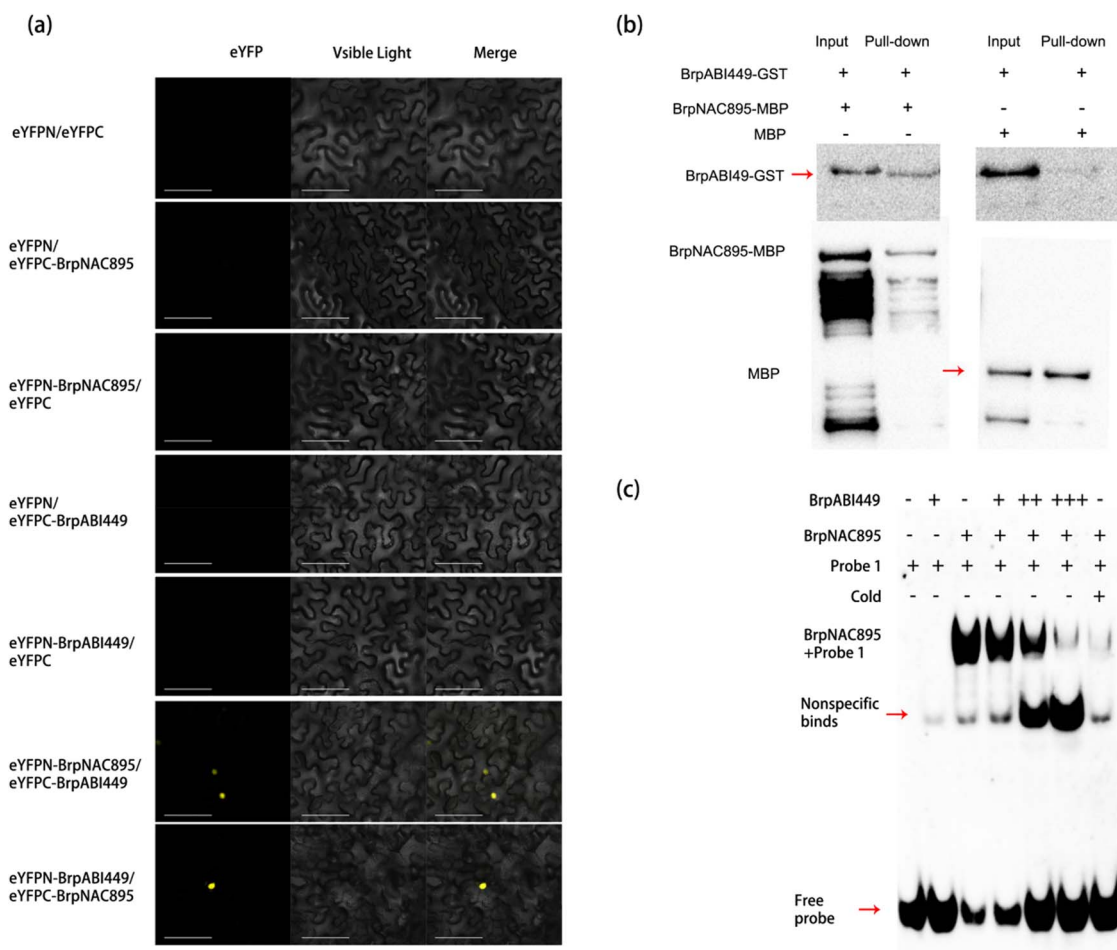 (a)
eYFP Vsible Light Merge
eYFPN/eYFPC
eYFPN/
eYFPC-BrpNAC895
eYFPN-BrpNAC895/
eYFPC
eYFPN/
eYFPC-BrpABI449
eYFPN-BrpABI449/
eYFPC
eYFPN-BrpNAC895/
eYFPC-BrpABI449
eYFPN-BrpABI449/
eYFPC-BrpNAC895
(b)
Input Pull-down Input Pull-down
BrpABI449-GST + + + +
BrpNAC895-MBP + + - -
MBP - - + +
BrpABI49-GST
BrpNAC895-MBP
MBP
(c)
BrpABI449 - + - + ++ +++ -
BrpNAC895 - - + + + + +
Probe 1 + + + + + + +
Cold - - - - - - +
BrpNAC895
+Probe 1
Nonspecific
binds
Free
probe